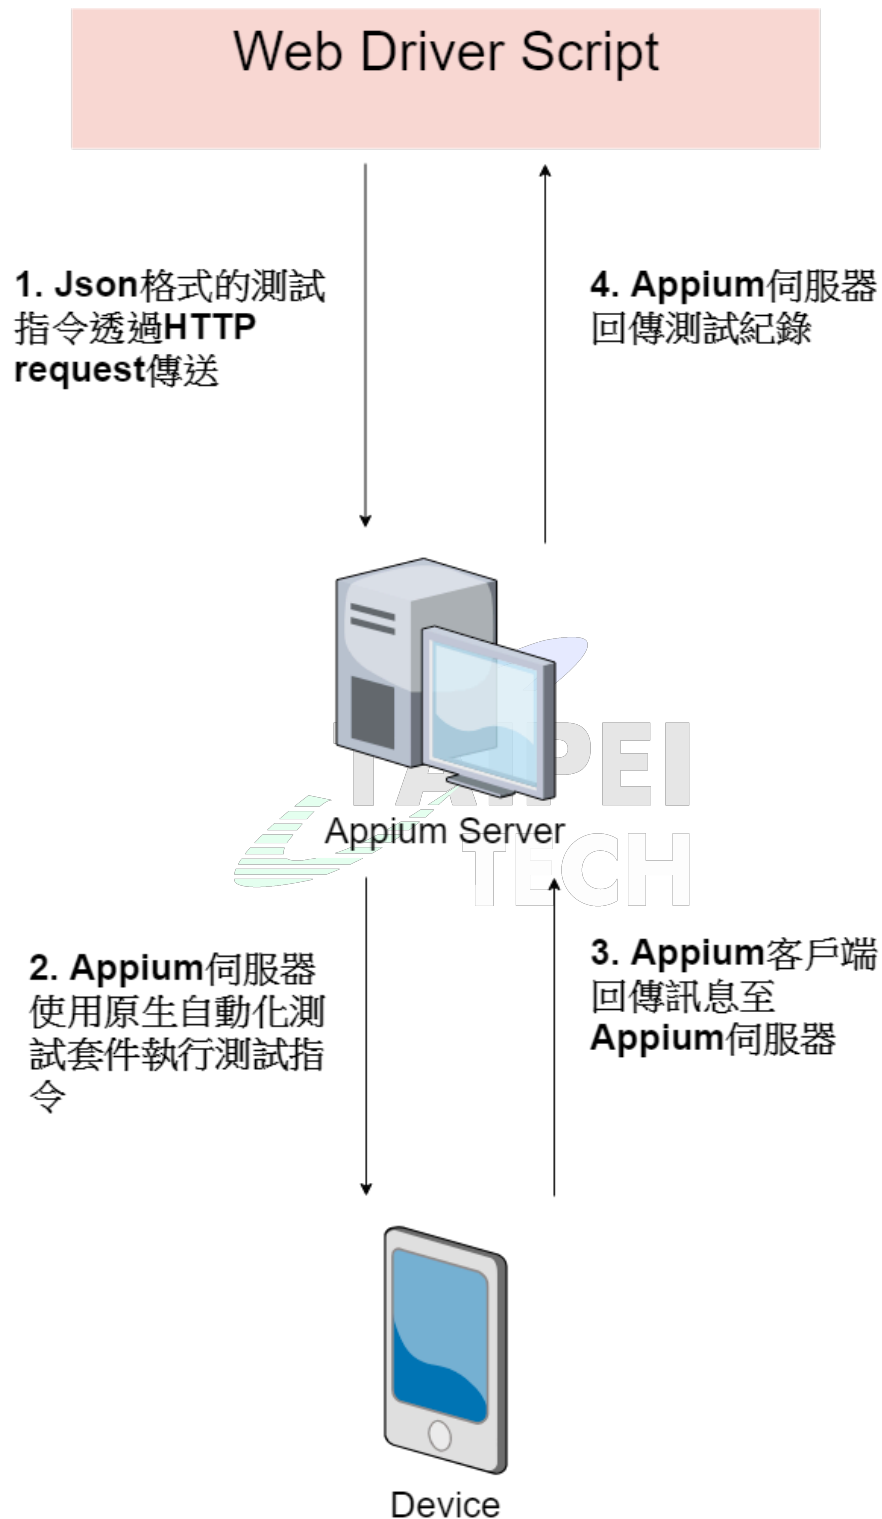 Web Driver Script
1. Json格式的測試
指令透過HTTP
request傳送
4. Appium伺服器
回傳測試紀錄
TAIPEI
TECH
Appium Server
2. Appium伺服器
使用原生自動化測
試套件執行測試指
令
3. Appium客戶端
回傳訊息至
Appium伺服器
Device